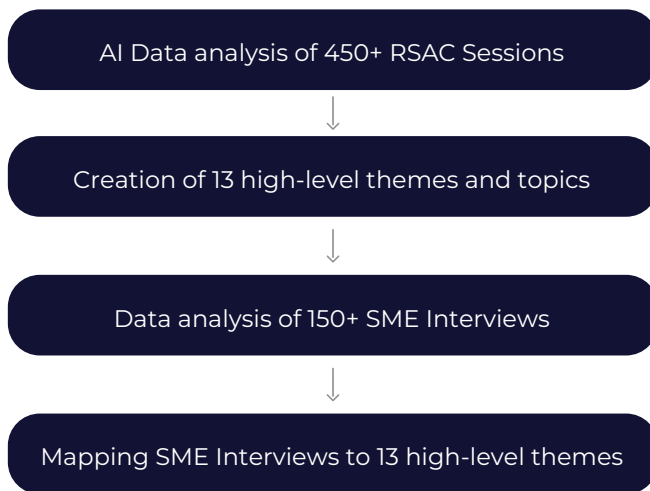 AI Data analysis of 450+ RSAC Sessions
Creation of 13 high-level themes and topics
Data analysis of 150+ SME Interviews
Mapping SME Interviews to 13 high-level themes